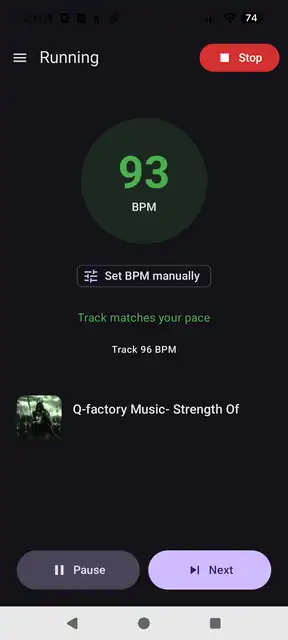 74
Running
Stop
93
BPM
Set BPM manually
Track matches your pace
Track 96 BPM
Q-factory Music- Strength Of
Pause
Next